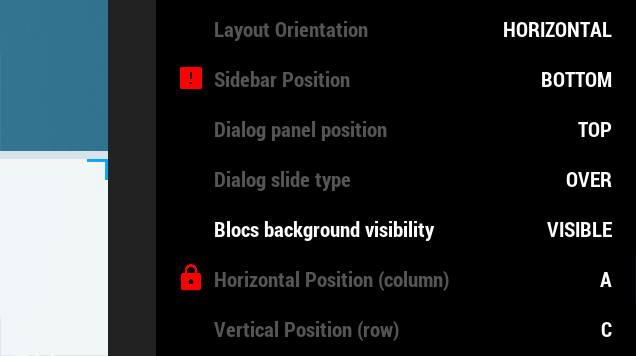 Layout Orientation HORIZONTAL
! Sidebar Position BOTTOM
Dialog panel position TOP
Dialog slide type OVER
Blocs background visibility VISIBLE
Horizontal Position (column) A
Vertical Position (row) C